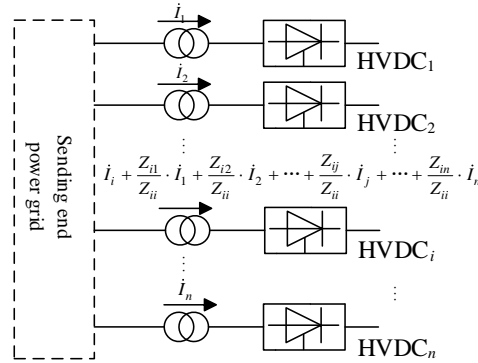 İ₁
HVDC₁
İ₂
HVDC₂
Sending end
power grid
İᵢ + Zᵢ₁/Zᵢᵢ · İ₁ + Zᵢ₂/Zᵢᵢ · İ₂ + ··· + Zᵢⱼ/Zᵢᵢ · İⱼ + ··· + Zᵢₙ/Zᵢᵢ · İₙ
HVDCᵢ
İₙ
HVDCₙ